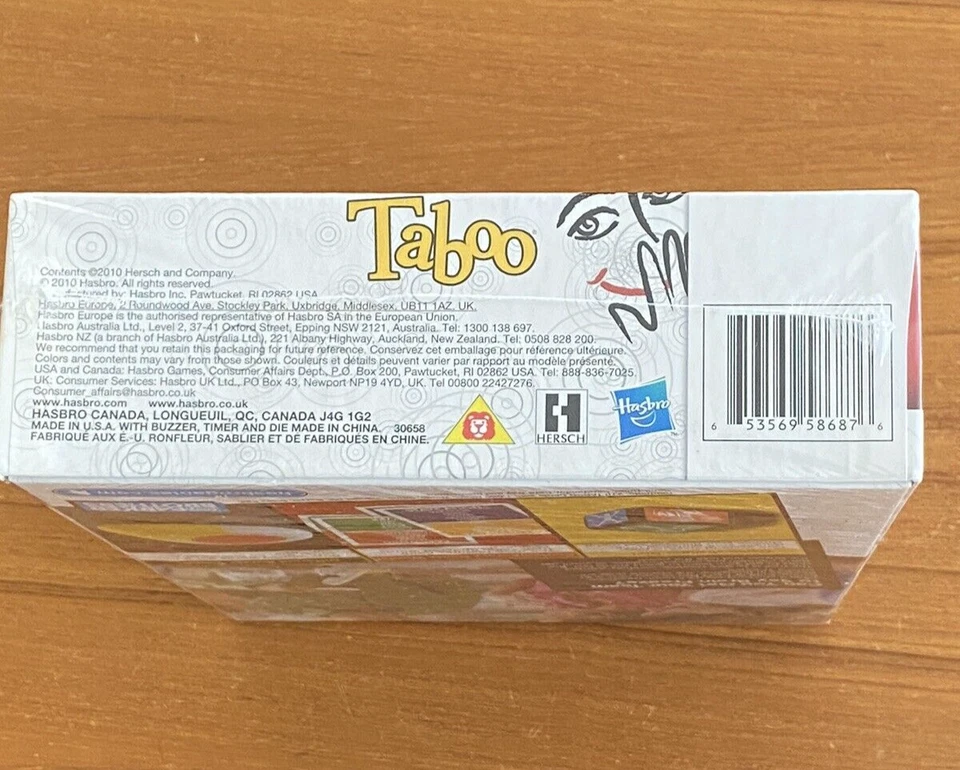 Taboo
Contents ©2010 Hersch and Company.
© 2010 Hasbro. All rights reserved.
by: Hasbro Inc. Pawtucket, RI 02862 USA
Hasbro Europe, 2 Roundwood Ave, Stockley Park, Uxbridge, Middlesex, UB11 1AZ, UK.
Hasbro Europe is the authorised representative of Hasbro SA in the European Union.
Hasbro Australia Ltd., Level 2, 37-41 Oxford Street, Epping NSW 2121, Australia. Tel: 1300 138 697.
Hasbro NZ (a branch of Hasbro Australia Ltd.), 221 Albany Highway, Auckland, New Zealand. Tel: 0508 828 200.
We recommend that you retain this packaging for future reference. Conservez cet emballage pour référence ultérieure.
Colors and contents may vary from those shown. Couleurs et détails peuvent varier par rapport au modèle présenté.
USA and Canada: Hasbro Games, Consumer Affairs Dept., P.O. Box 200, Pawtucket, RI 02862 USA. Tel: 888-836-7025.
UK: Consumer Services: Hasbro UK Ltd., PO Box 43, Newport NP19 4YD, UK. Tel 00800 22427276.
Consumer_affairs@hasbro.co.uk
www.hasbro.com www.hasbro.co.uk
HASBRO CANADA, LONGUEUIL, QC, CANADA J4G 1G2
MADE IN U.S.A. WITH BUZZER, TIMER AND DIE MADE IN CHINA. 30658
FABRIQUÉ AUX É.-U. RONFLEUR, SABLIER ET DÉ FABRIQUÉS EN CHINE.
H
HERSCH
Hasbro
TM
6 53569 58687 6